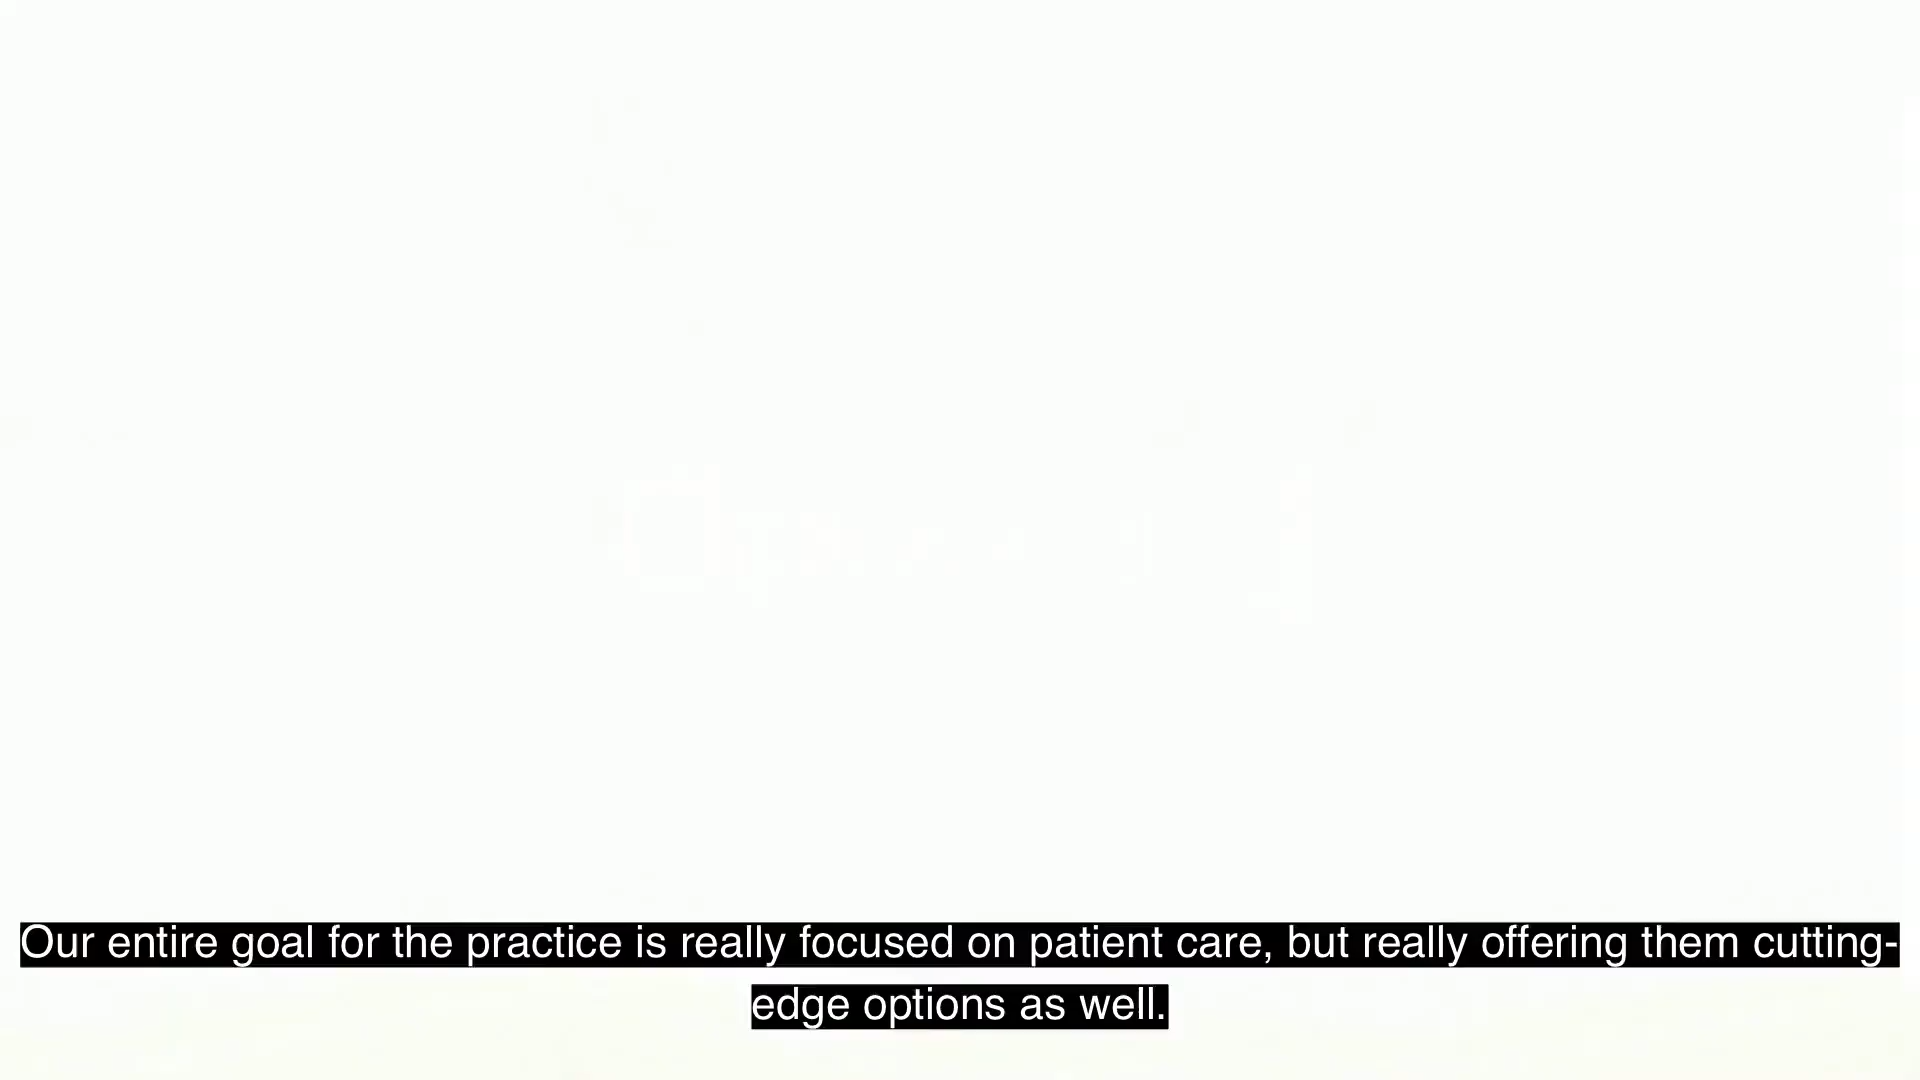 Our entire goal for the practice is really focused on patient care, but really offering them cutting-
edge options as well.